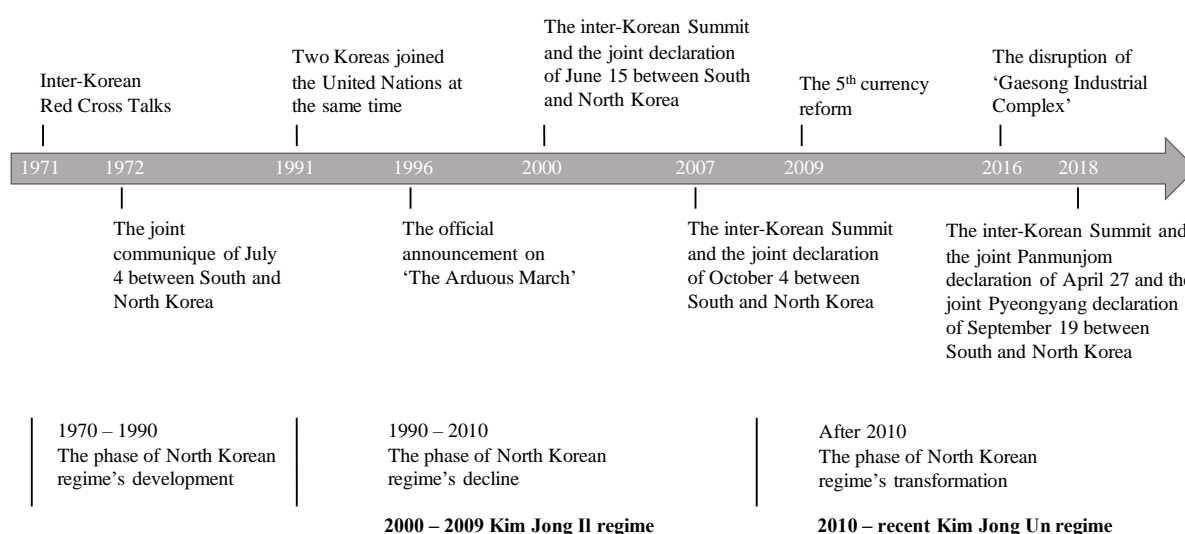 Inter-Korean
Red Cross Talks
Two Koreas joined
the United Nations at
the same time
The inter-Korean Summit
and the joint declaration
of June 15 between South
and North Korea
The 5th currency
reform
The disruption of
‘Gaesong Industrial
Complex’
1971 1972 1991 1996 2000 2007 2009 2016 2018
The joint
communique of July
4 between South and
North Korea
The official
announcement on
‘The Arduous March’
The inter-Korean Summit
and the joint declaration
of October 4 between
South and North Korea
The inter-Korean Summit and
the joint Panmunjom
declaration of April 27 and the
joint Pyeongyang declaration
of September 19 between
South and North Korea
1970 – 1990
The phase of North Korean
regime’s development
1990 – 2010
The phase of North Korean
regime’s decline
2000 – 2009 Kim Jong Il regime
After 2010
The phase of North Korean
regime’s transformation
2010 – recent Kim Jong Un regime